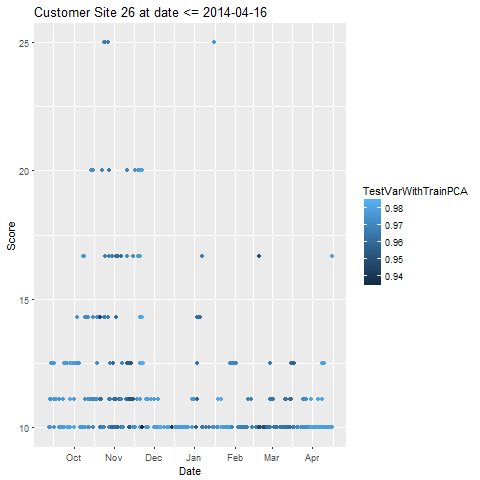 Customer Site 26 at date <= 2014-04-16
25
20
15
10
Score
Oct Nov Dec Jan Feb Mar Apr
Date
TestVarWithTrainPCA
0.98
0.97
0.96
0.95
0.94